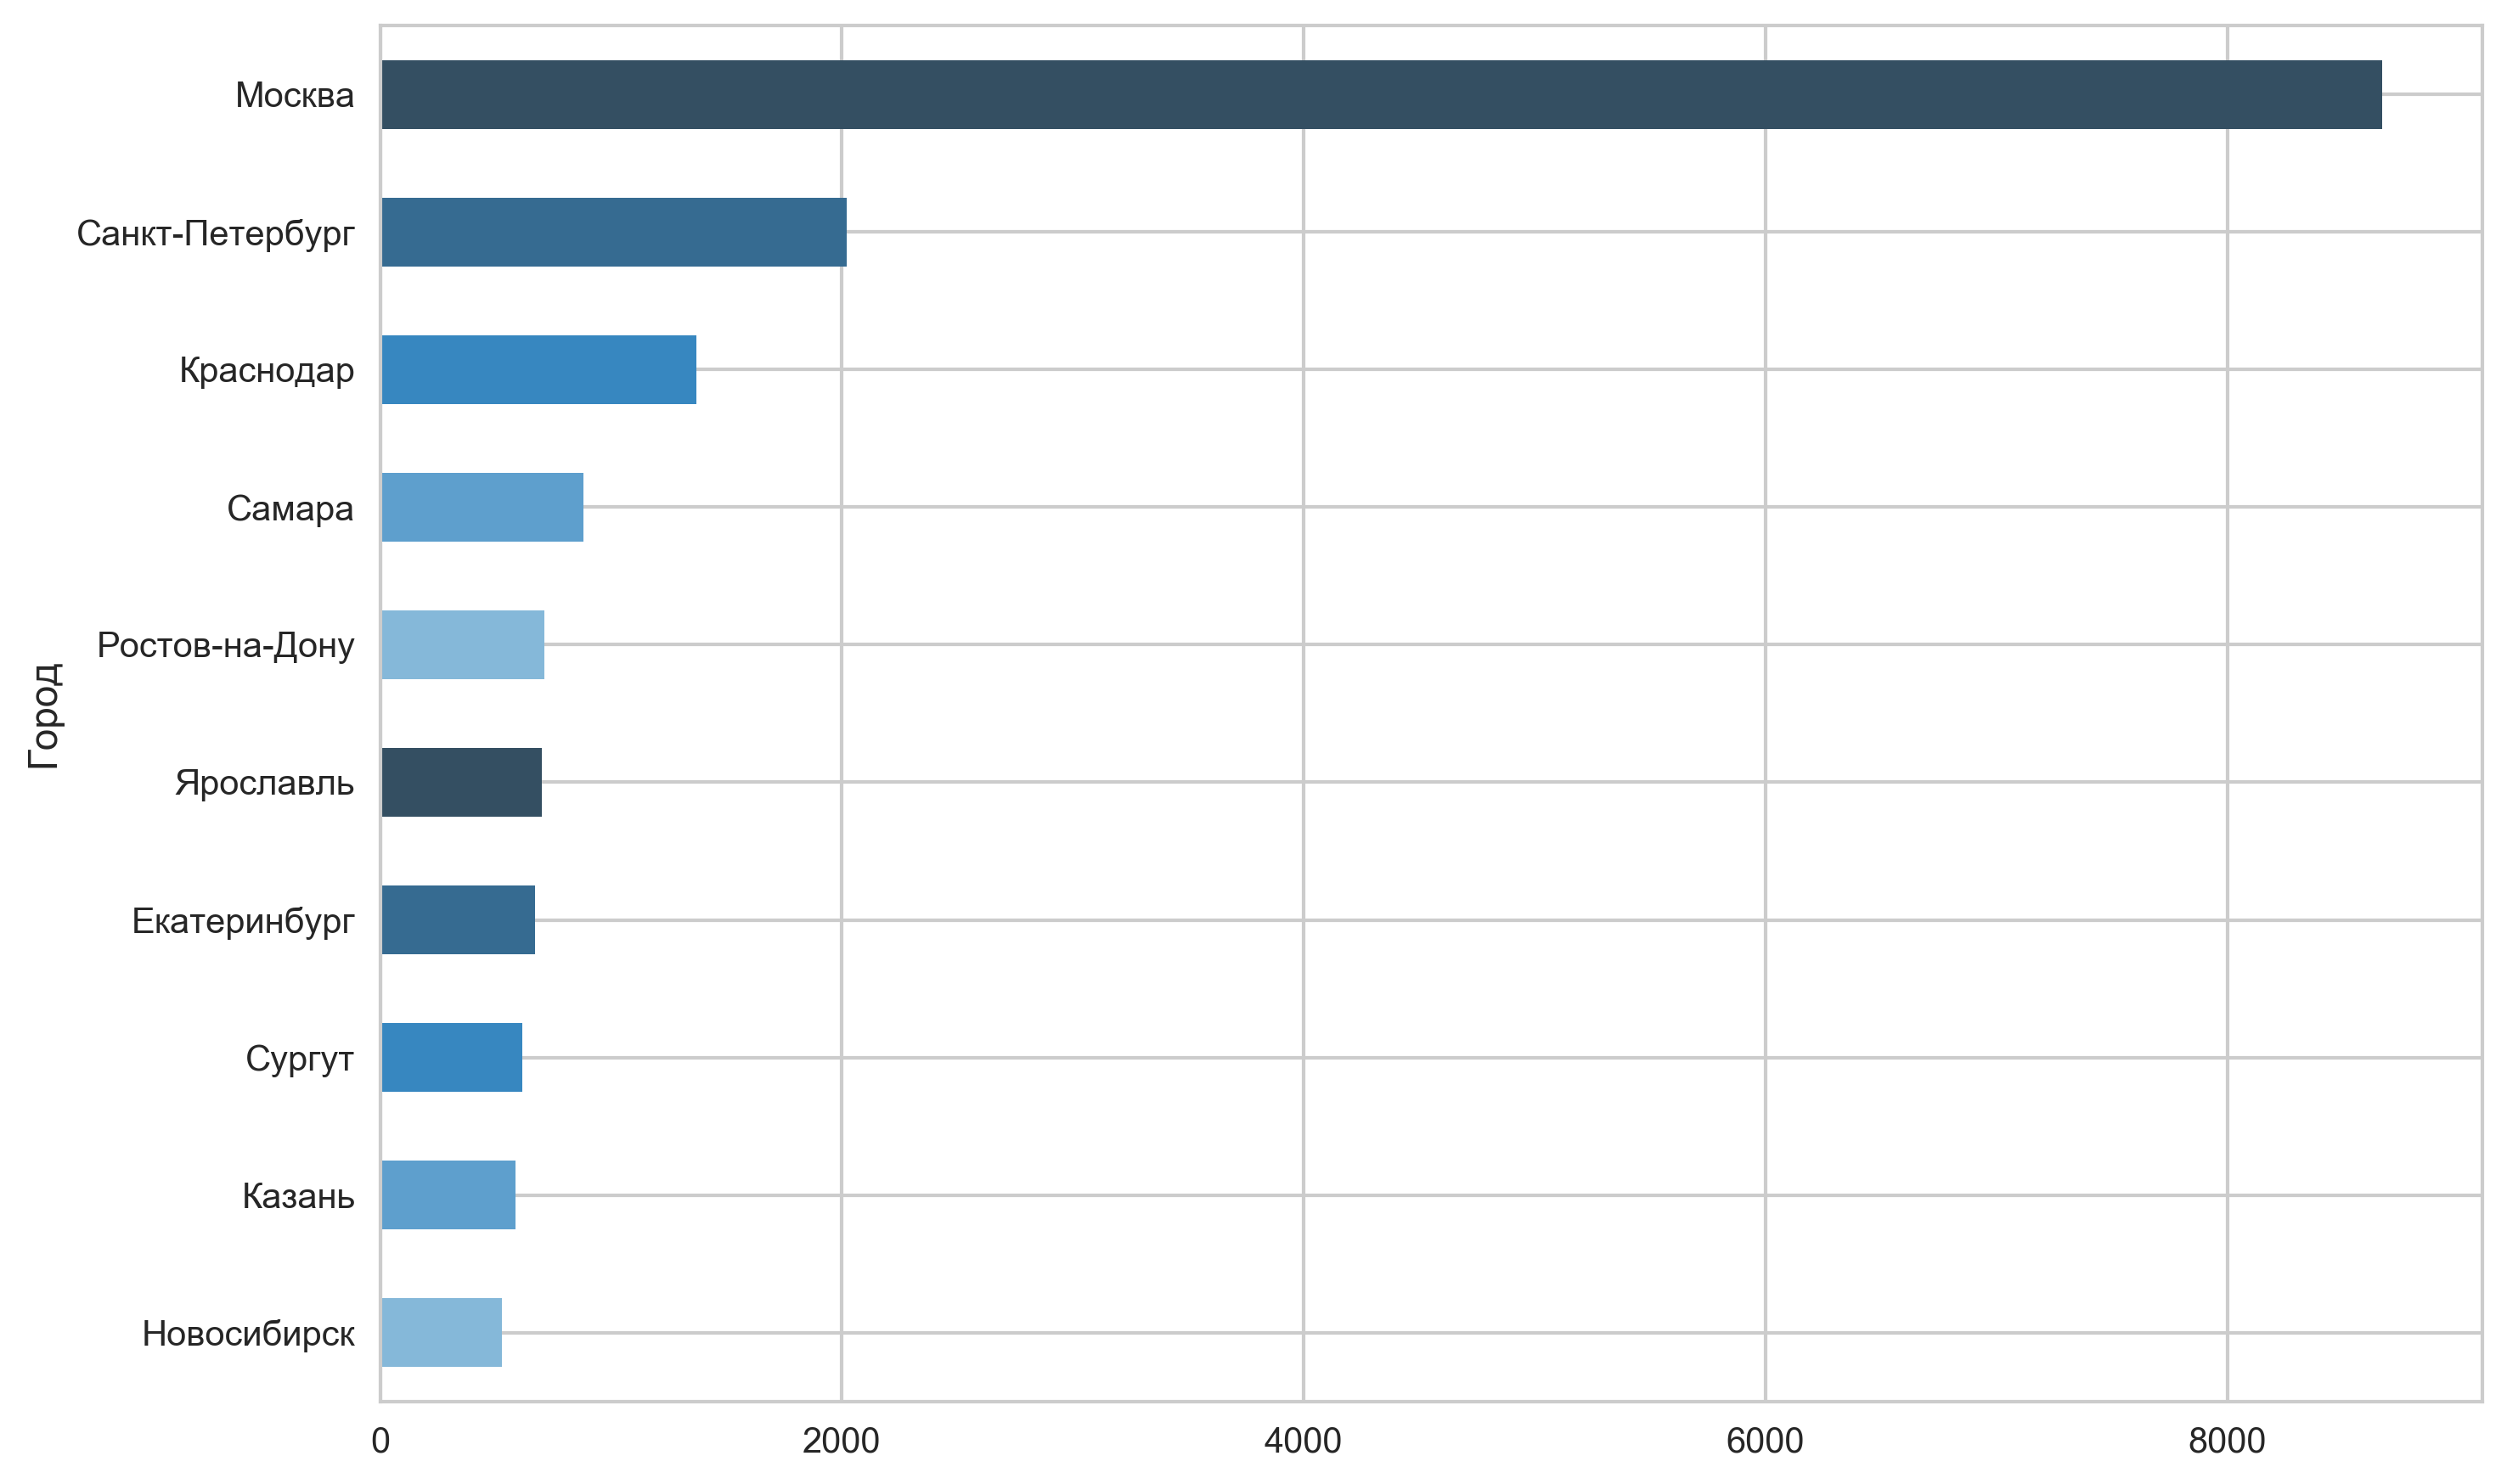 Москва
Санкт-Петербург
Краснодар
Самара
Ростов-на-Дону
Город
Ярославль
Екатеринбург
Сургут
Казань
Новосибирск
0 2000 4000 6000 8000